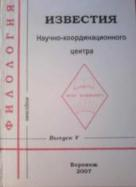 ФИЛОЛОГИЯ
ИЗВЕСТИЯ
Научно-координационного
центра
Выпуск V
Воронеж
2007